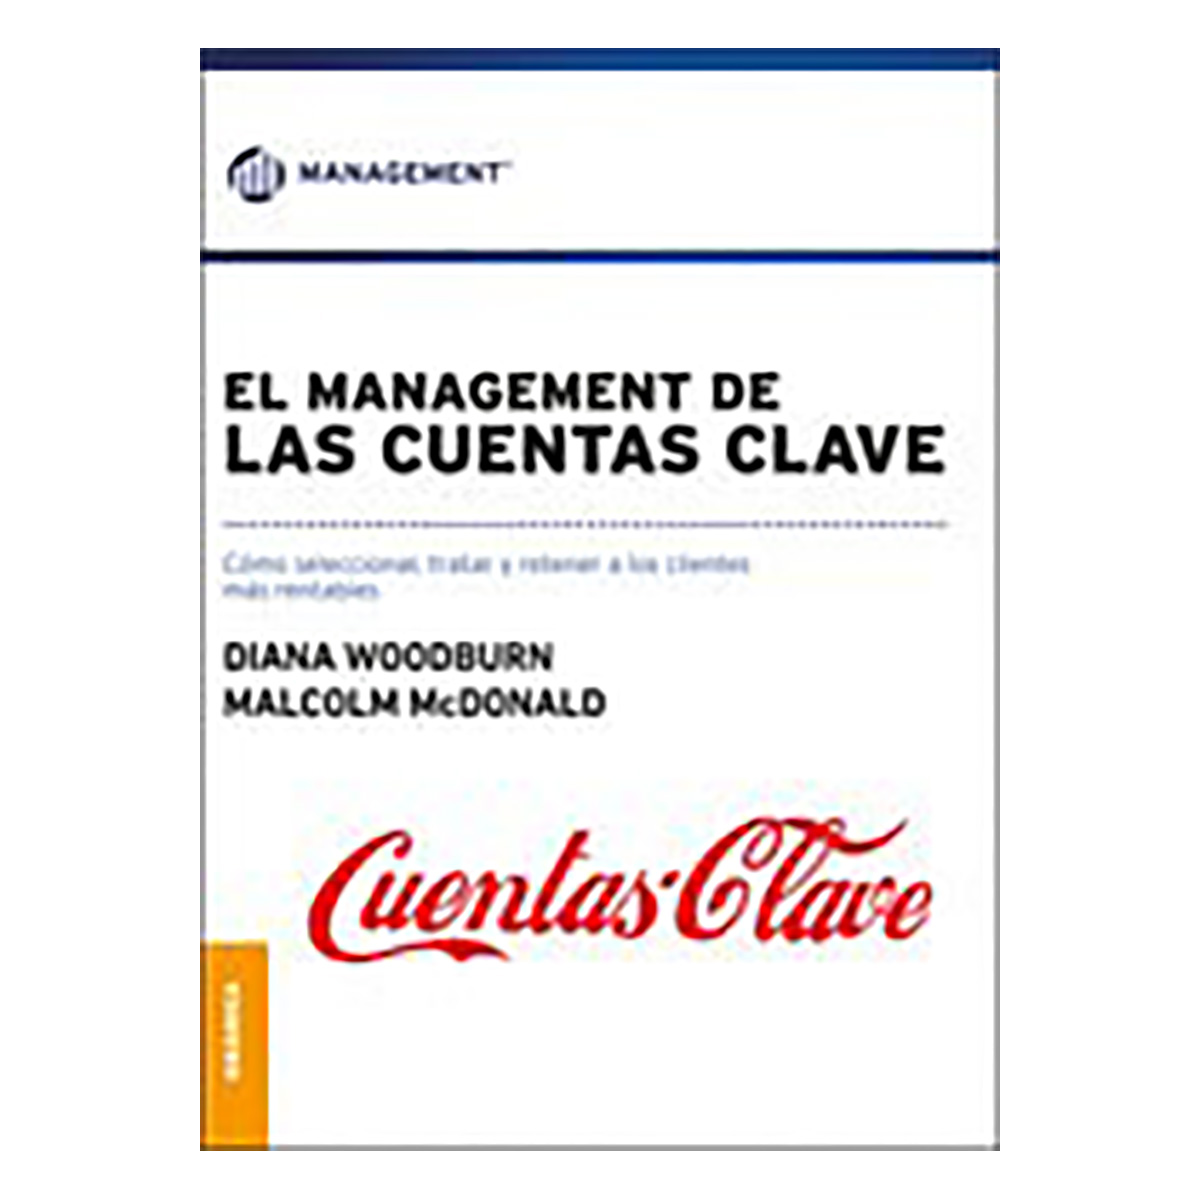 MANAGEMENT
EL MANAGEMENT DE
LAS CUENTAS CLAVE
Cómo seleccionar, tratar y retener a los clientes
más rentables
DIANA WOODBURN
MALCOLM McDONALD
Cuentas-Clave
GRANICA